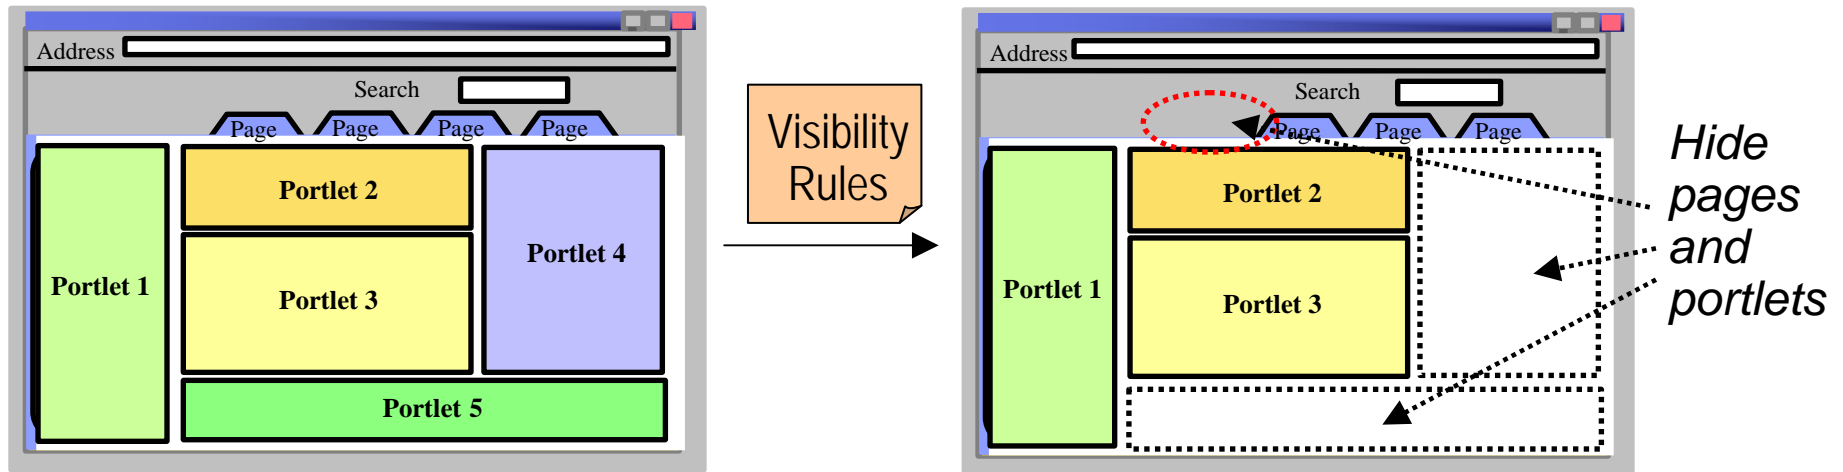 Address
Search
Page Page Page Page
Portlet 1
Portlet 2
Portlet 3
Portlet 4
Portlet 5
Visibility
Rules
Address
Search
Page Page Page
Portlet 1
Portlet 2
Portlet 3
Hide
pages
and
portlets